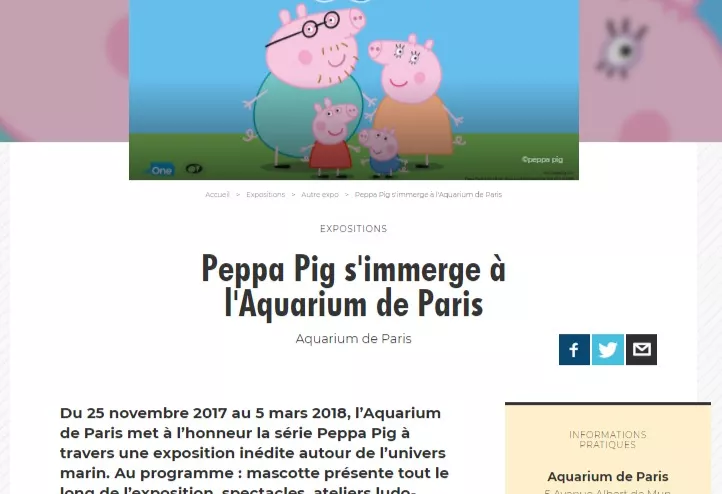 One
©peppa pig
Accueil > Expositions > Autre expo > Peppa Pig s'immerge à l'Aquarium de Paris
EXPOSITIONS
Peppa Pig s'immerge à
l'Aquarium de Paris
Aquarium de Paris
f
Du 25 novembre 2017 au 5 mars 2018, l’Aquarium
de Paris met à l’honneur la série Peppa Pig à
travers une exposition inédite autour de l’univers
marin. Au programme : mascotte présente tout le
long de l’exposition, spectacles, ateliers ludo-
INFORMATIONS
PRATIQUES
Aquarium de Paris
5 Avenue Albert de Mun